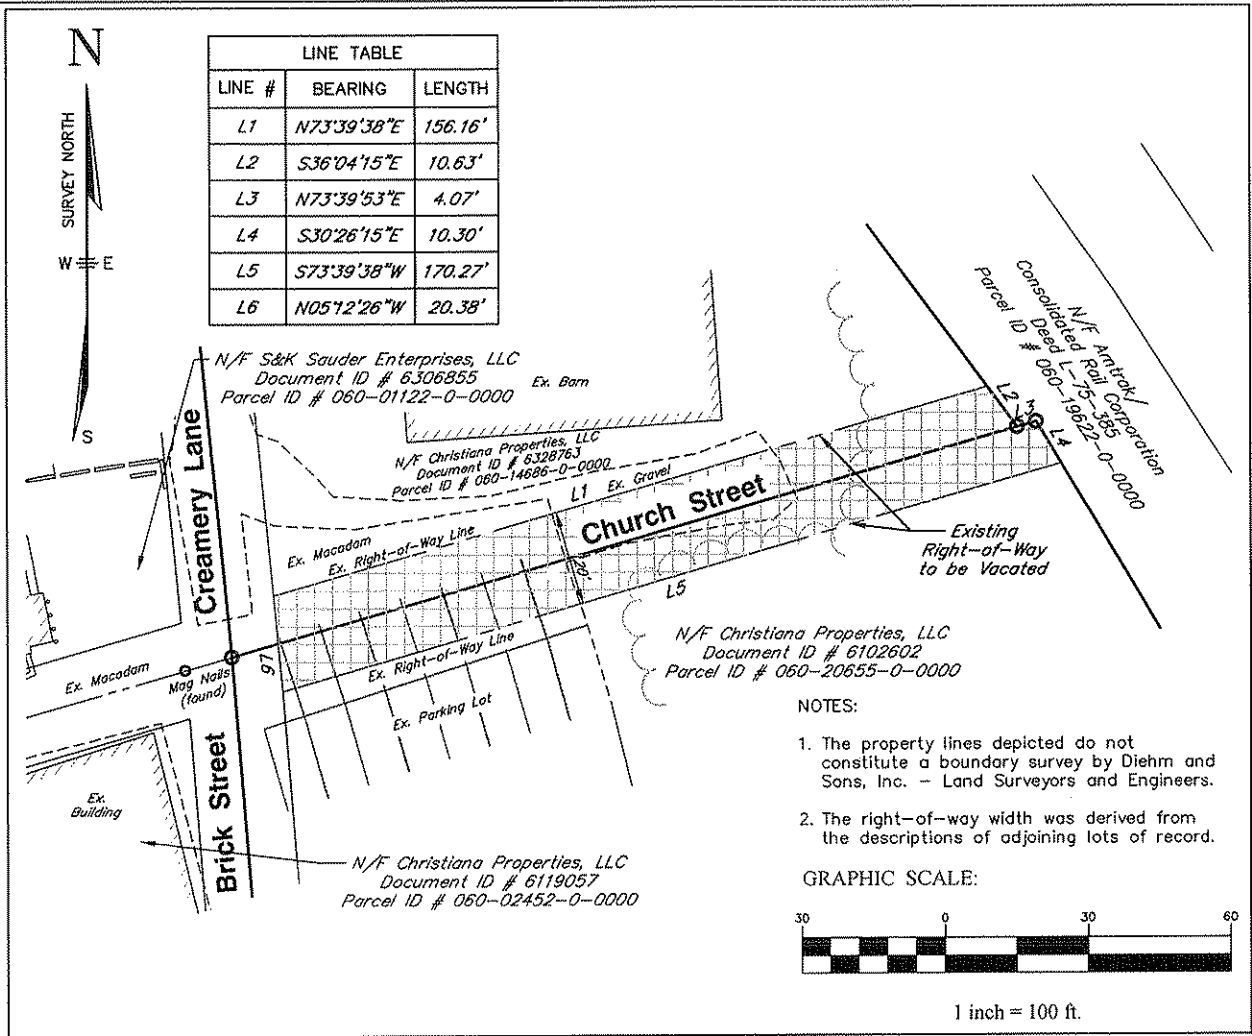 N
SURVEY NORTH
W E
S
LINE TABLE
LINE # BEARING LENGTH
L1 N73°39'38"E 156.16'
L2 S36°04'15"E 10.63'
L3 N73°39'53"E 4.07'
L4 S30°26'15"E 10.30'
L5 S73°39'38"W 170.27'
L6 N05°12'26"W 20.38'
N/F S&K Sauder Enterprises, LLC
Document ID # 6306855
Parcel ID # 060-01122-0-0000
Ex. Barn
N/F Christiana Properties, LLC
Document ID # 6328763
Parcel ID # 060-14686-0-0000
N/F Amtrak/
Consolidated Rail Corporation
Deed L-75-385
Parcel ID # 060-19622-0-0000
Creamery Lane
Ex. Macadam
Ex. Right-of-Way Line
L1
Ex. Gravel
Church Street
20'
L2
L3
L4
L5
L6
Existing
Right-of-Way
to be Vacated
Ex. Macadam
Mag Nails
(found)
Ex. Right-of-Way Line
Ex. Parking Lot
Brick Street
Ex.
Building
N/F Christiana Properties, LLC
Document ID # 6102602
Parcel ID # 060-20655-0-0000
N/F Christiana Properties, LLC
Document ID # 6119057
Parcel ID # 060-02452-0-0000
NOTES:
1. The property lines depicted do not
constitute a boundary survey by Diehm and
Sons, Inc. - Land Surveyors and Engineers.
2. The right-of-way width was derived from
the descriptions of adjoining lots of record.
GRAPHIC SCALE:
30 0 30 60
1 inch = 100 ft.